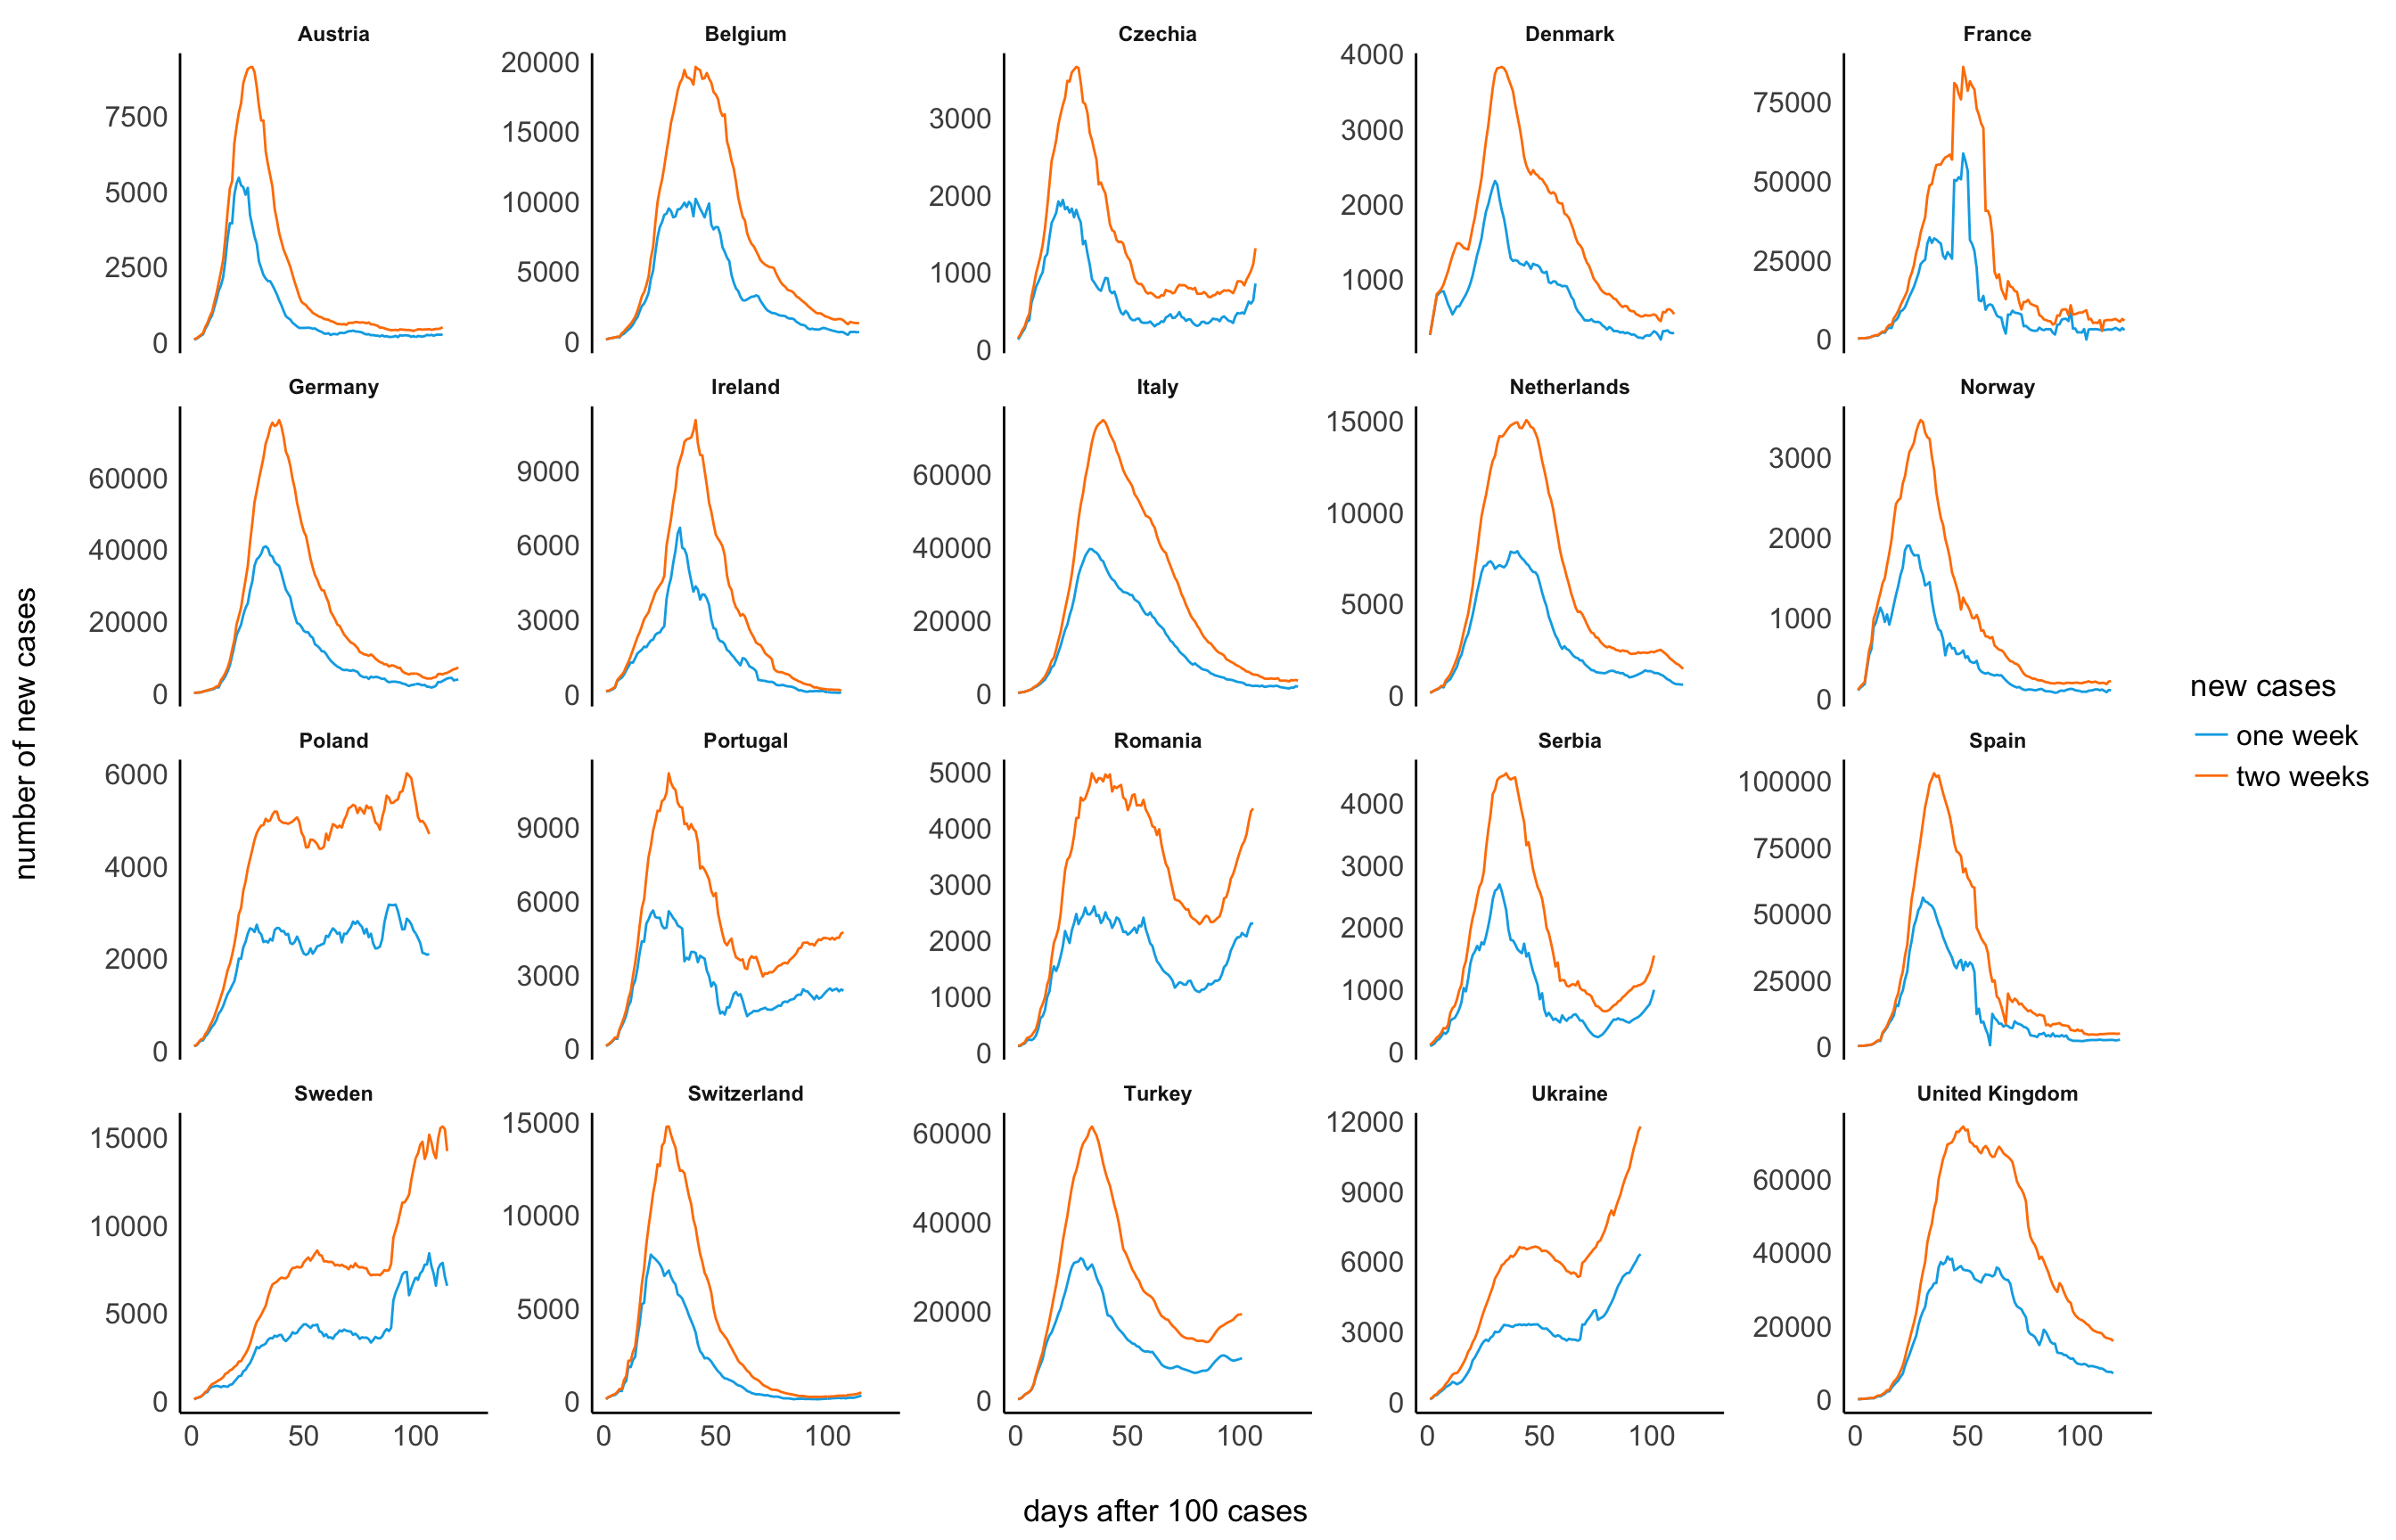 Austria Belgium Czechia Denmark France
7500 5000 2500 0
20000 15000 10000 5000 0
3000 2000 1000 0
4000 3000 2000 1000
75000 50000 25000 0
Germany Ireland Italy Netherlands Norway
60000 40000 20000 0
9000 6000 3000 0
60000 40000 20000 0
15000 10000 5000 0
3000 2000 1000 0
Poland Portugal Romania Serbia Spain
6000 4000 2000 0
9000 6000 3000 0
5000 4000 3000 2000 1000 0
4000 3000 2000 1000 0
100000 75000 50000 25000 0
Sweden Switzerland Turkey Ukraine United Kingdom
15000 10000 5000 0
15000 10000 5000 0
60000 40000 20000 0
12000 9000 6000 3000 0
60000 40000 20000 0
0 50 100 0 50 100 0 50 100 0 50 100 0 50 100
days after 100 cases
number of new cases
new cases
one week
two weeks